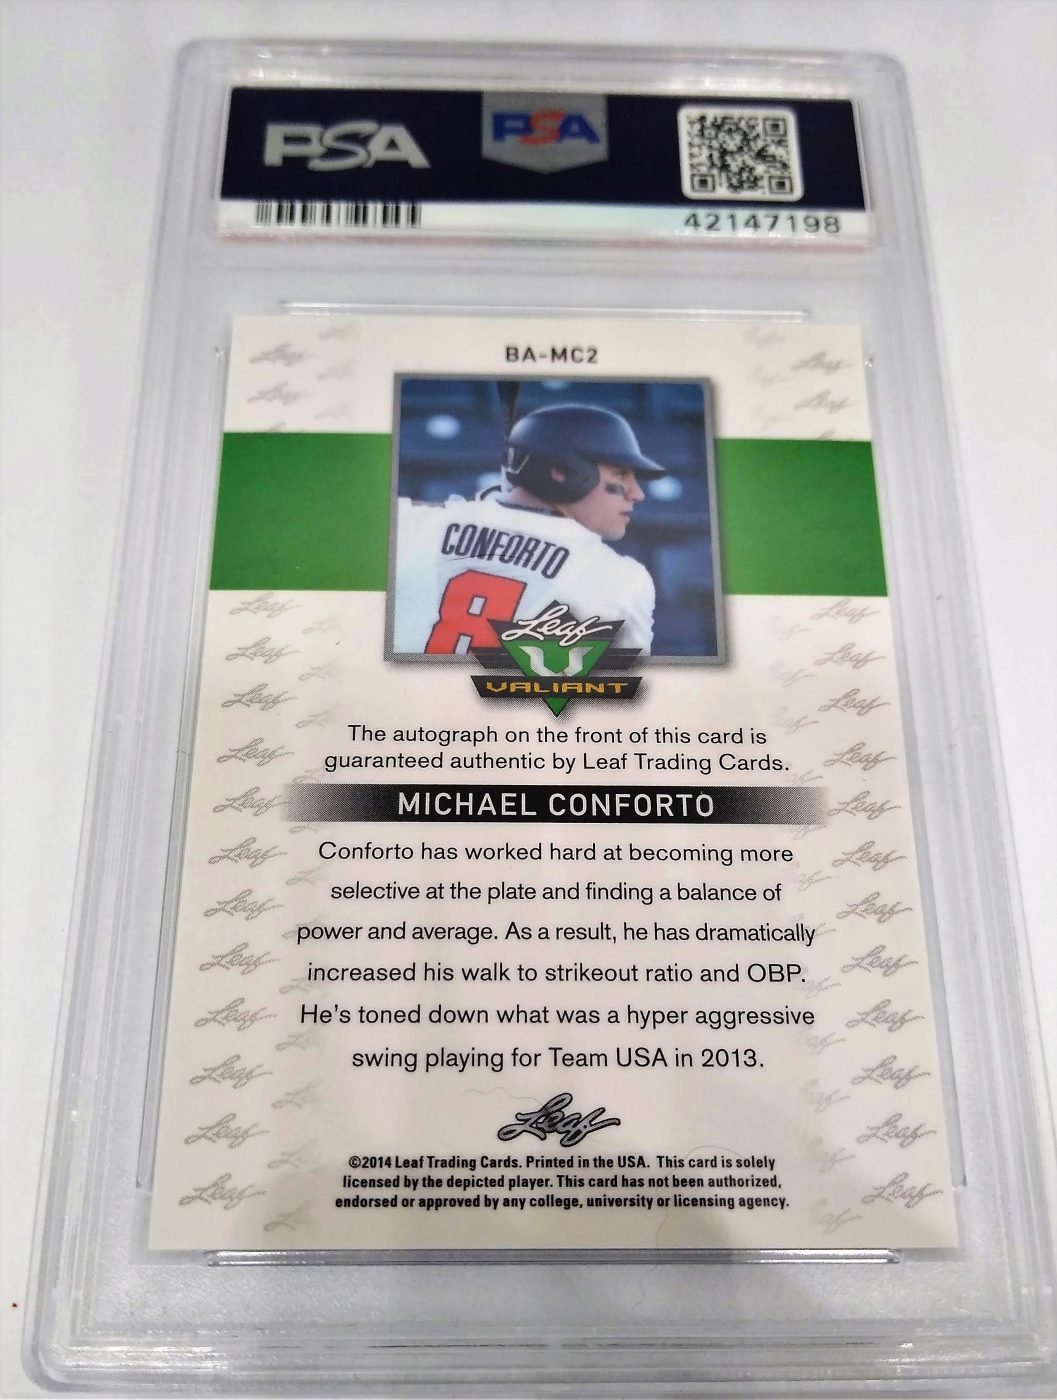 PSA
PSA
42147198
BA-MC2
CONFORTO
8
Leaf
VALIANT
The autograph on the front of this card is
guaranteed authentic by Leaf Trading Cards.
MICHAEL CONFORTO
Conforto has worked hard at becoming more
selective at the plate and finding a balance of
power and average. As a result, he has dramatically
increased his walk to strikeout ratio and OBP.
He's toned down what was a hyper aggressive
swing playing for Team USA in 2013.
Leaf
©2014 Leaf Trading Cards. Printed in the USA. This card is solely
licensed by the depicted player. This card has not been authorized,
endorsed or approved by any college, university or licensing agency.